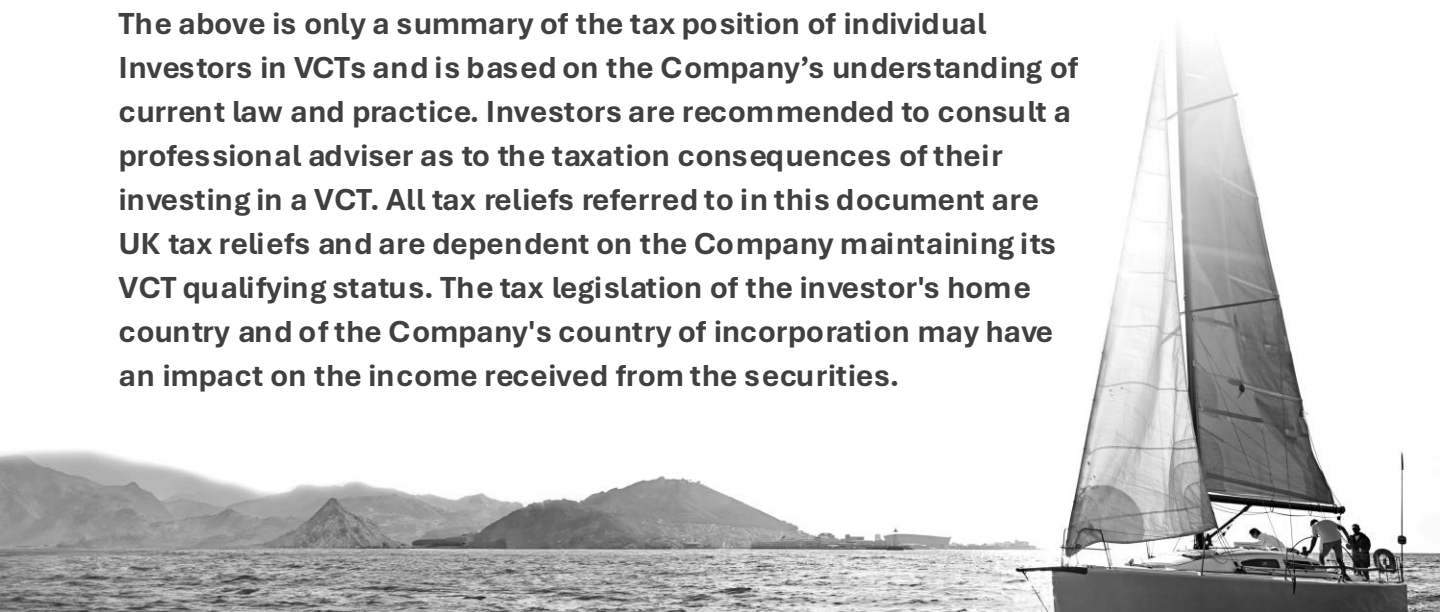 The above is only a summary of the tax position of individual
Investors in VCTs and is based on the Company’s understanding of
current law and practice. Investors are recommended to consult a
professional adviser as to the taxation consequences of their
investing in a VCT. All tax reliefs referred to in this document are
UK tax reliefs and are dependent on the Company maintaining its
VCT qualifying status. The tax legislation of the investor's home
country and of the Company's country of incorporation may have
an impact on the income received from the securities.